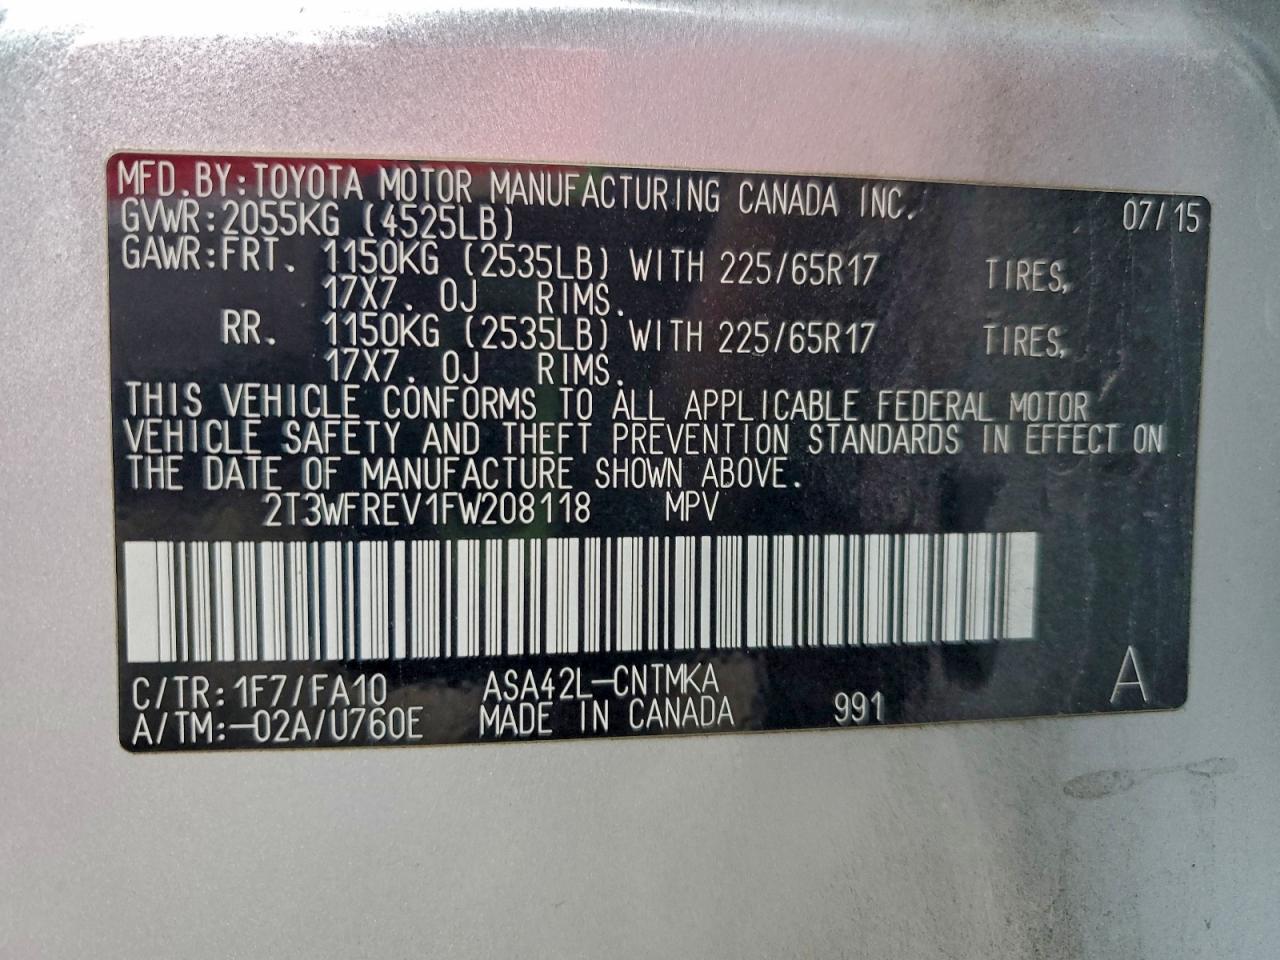 MFD.BY:TOYOTA MOTOR MANUFACTURING CANADA INC. 07/15
GVWR:2055KG (4525LB)
GAWR:FRT. 1150KG (2535LB) WITH 225/65R17 TIRES,
17X7.0J RIMS.
RR. 1150KG (2535LB) WITH 225/65R17 TIRES,
17X7.0J RIMS.
THIS VEHICLE CONFORMS TO ALL APPLICABLE FEDERAL MOTOR
VEHICLE SAFETY AND THEFT PREVENTION STANDARDS IN EFFECT ON
THE DATE OF MANUFACTURE SHOWN ABOVE.
2T3WFREV1FW208118 MPV
C/TR:1F7/FA10 ASA42L-CNTMKA
A/TM:-02A/U760E MADE IN CANADA 991 A